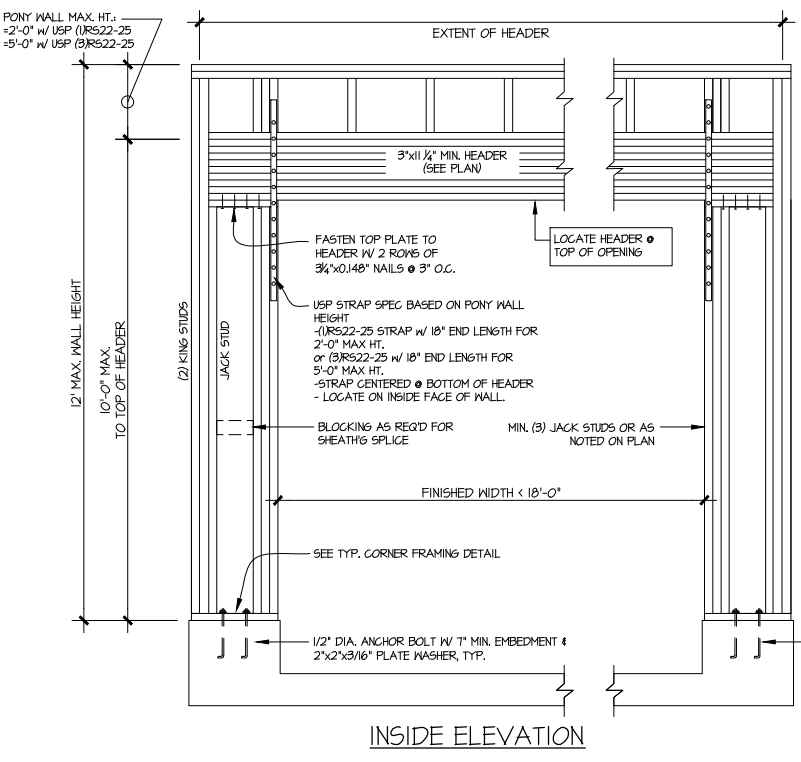 PONY WALL MAX. HT.:
=2'-0" W/ USP (1)RS22-25
=5'-0" W/ USP (3)RS22-25
EXTENT OF HEADER
3"x11 1/4" MIN. HEADER
(SEE PLAN)
FASTEN TOP PLATE TO
HEADER W/ 2 ROWS OF
3/4"x0.148" NAILS @ 3" O.C.
LOCATE HEADER @
TOP OF OPENING
USP STRAP SPEC BASED ON PONY WALL
HEIGHT
-(1)RS22-25 STRAP w/ 18" END LENGTH FOR
2'-0" MAX HT.
or (3)RS22-25 w/ 18" END LENGTH FOR
5'-0" MAX HT.
-STRAP CENTERED @ BOTTOM OF HEADER
- LOCATE ON INSIDE FACE OF WALL.
12' MAX. WALL HEIGHT
10'-0" MAX.
TO TOP OF HEADER
(2) KING STUDS
JACK STUD
BLOCKING AS REQ'D FOR
SHEATH'G SPLICE
MIN. (3) JACK STUDS OR AS
NOTED ON PLAN
FINISHED WIDTH < 18'-0"
SEE TYP. CORNER FRAMING DETAIL
1/2" DIA. ANCHOR BOLT W/ 7" MIN. EMBEDMENT &
2"x2"x3/16" PLATE WASHER, TYP.
INSIDE ELEVATION